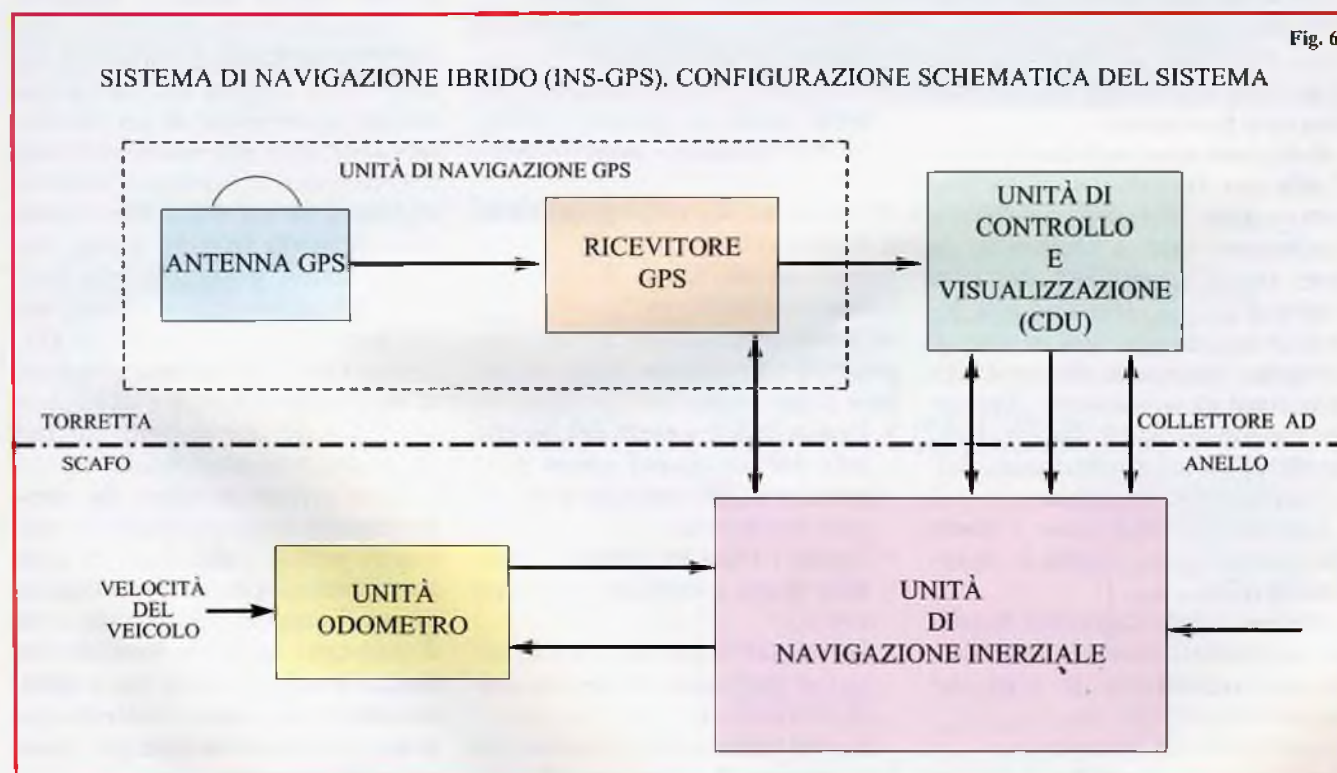 Fig. 6
SISTEMA DI NAVIGAZIONE IBRIDO (INS-GPS). CONFIGURAZIONE SCHEMATICA DEL SISTEMA
UNITÀ DI NAVIGAZIONE GPS
ANTENNA GPS
RICEVITORE
GPS
UNITÀ DI
CONTROLLO
E
VISUALIZZAZIONE
(CDU)
TORRETTA
SCAFO
COLLETTORE AD
ANELLO
VELOCITÀ
DEL
VEICOLO
UNITÀ
ODOMETRO
UNITÀ
DI
NAVIGAZIONE INERZIALE